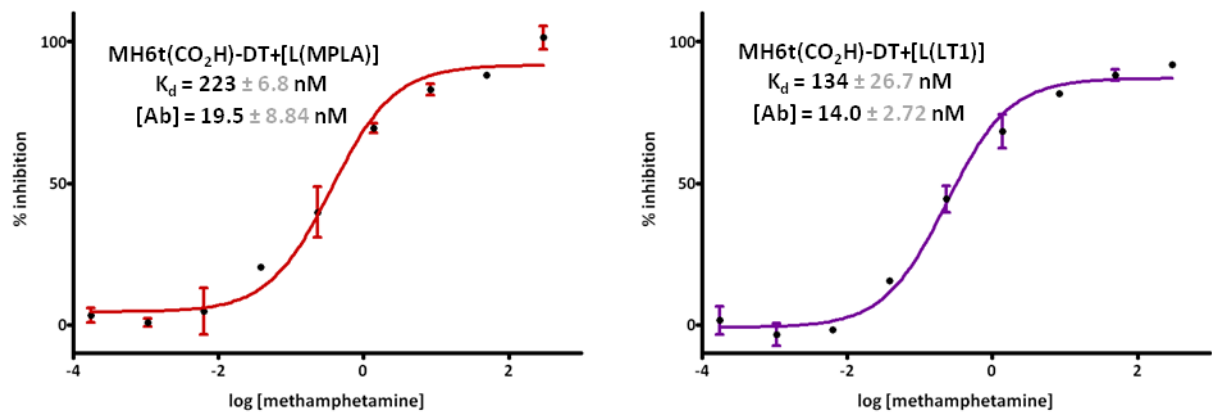 100
50
0
% inhibition
MH6t(CO₂H)-DT+[L(MPLA)]
K_d = 223 ± 6.8 nM
[Ab] = 19.5 ± 8.84 nM
-4 -2 0 2
log [methamphetamine]
100
50
0
% inhibition
MH6t(CO₂H)-DT+[L(LT1)]
K_d = 134 ± 26.7 nM
[Ab] = 14.0 ± 2.72 nM
-4 -2 0 2
log [methamphetamine]